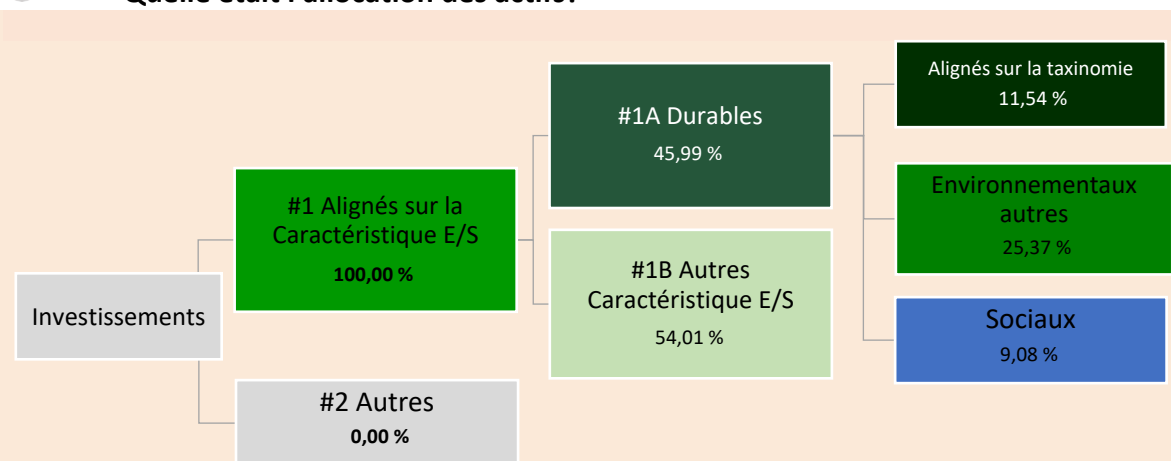 Quelle était l'allocation des actifs?
Investissements
#1 Alignés sur la
Caractéristique E/S
100,00 %
#2 Autres
0,00 %
#1A Durables
45,99 %
#1B Autres
Caractéristique E/S
54,01 %
Alignés sur la taxinomie
11,54 %
Environnementaux
autres
25,37 %
Sociaux
9,08 %